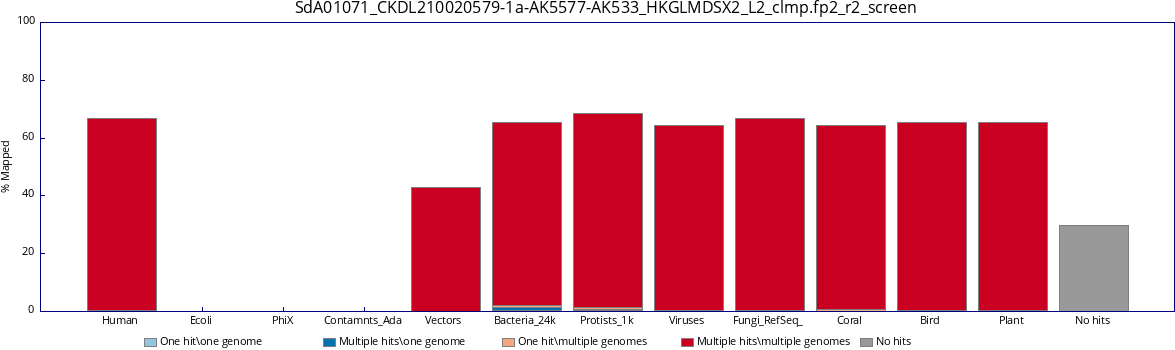 SdA01071_CKDL210020579-1a-AK5577-AK533_HKGLMDSX2_L2_clmp.fp2_r2_screen
100
80
60
40
20
0
% Mapped
Human Ecoli PhiX Contamnts_Ada Vectors Bacteria_24k Protists_1k Viruses Fungi_RefSeq_ Coral Bird Plant No hits
One hit\one genome Multiple hits\one genome One hit\multiple genomes Multiple hits\multiple genomes No hits